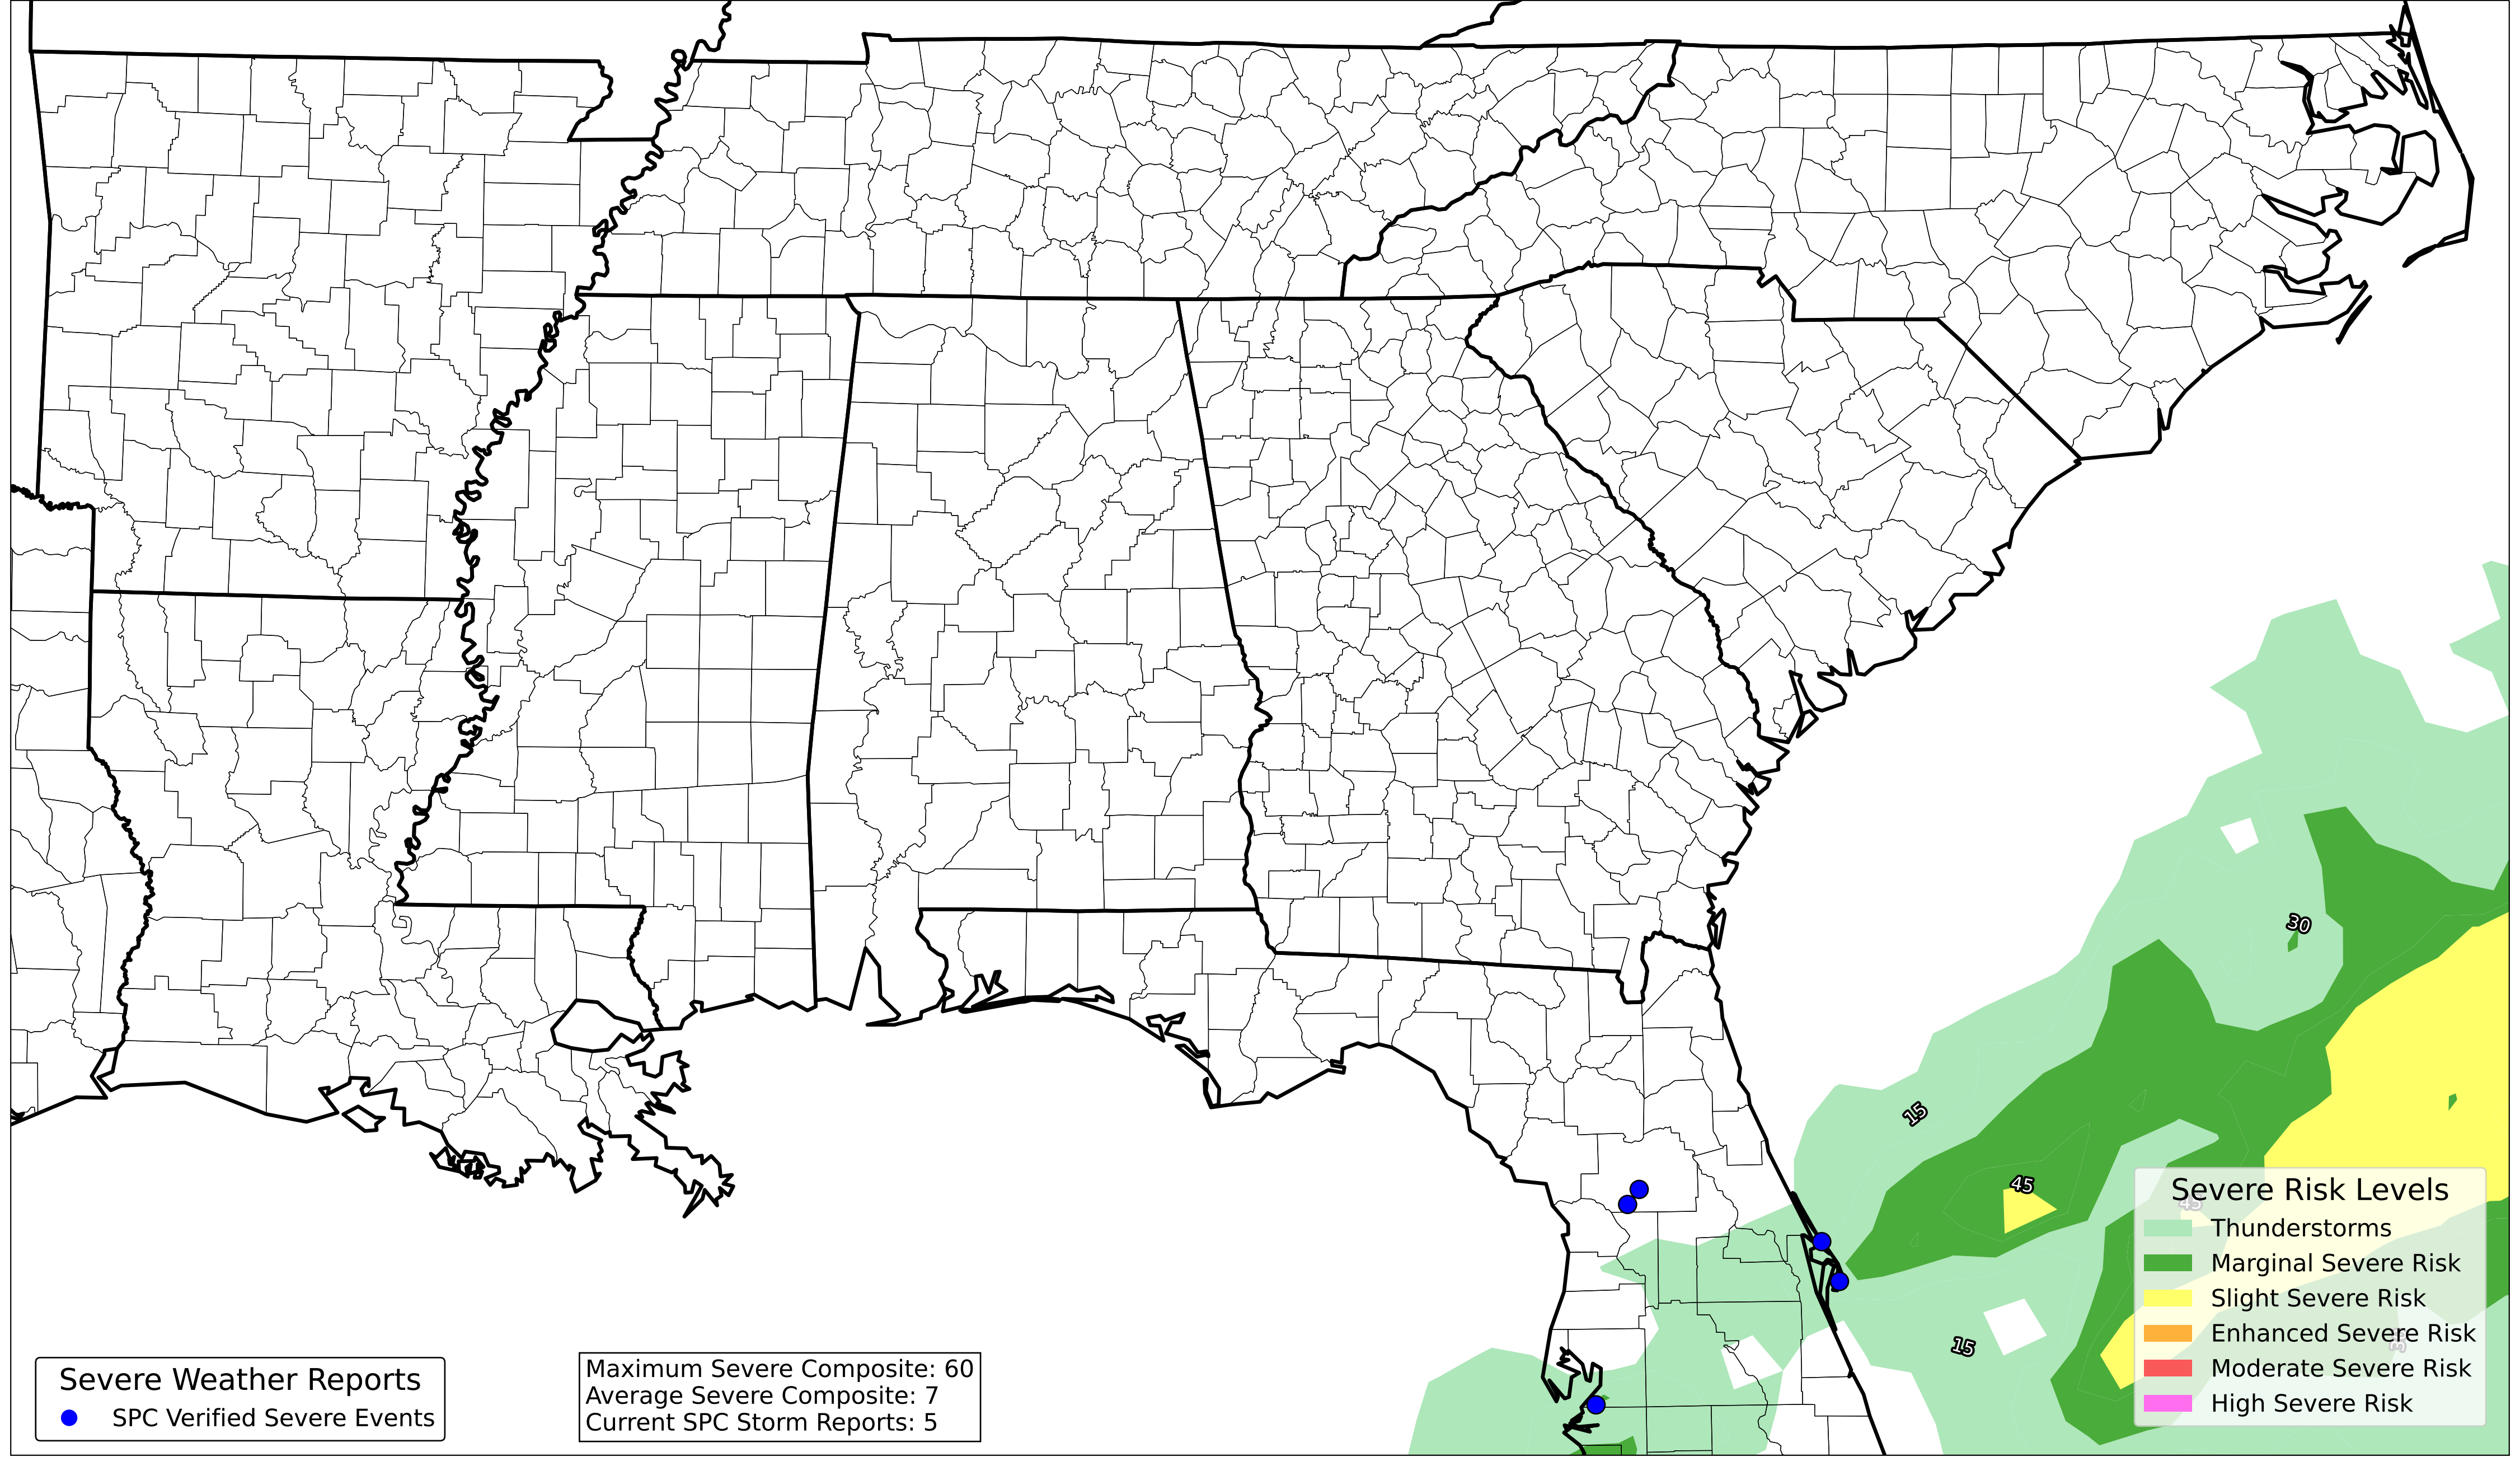 30
15
45
45
15
Severe Risk Levels
Thunderstorms
Marginal Severe Risk
Slight Severe Risk
Enhanced Severe Risk
Moderate Severe Risk
High Severe Risk
Severe Weather Reports
SPC Verified Severe Events
Maximum Severe Composite: 60
Average Severe Composite: 7
Current SPC Storm Reports: 5